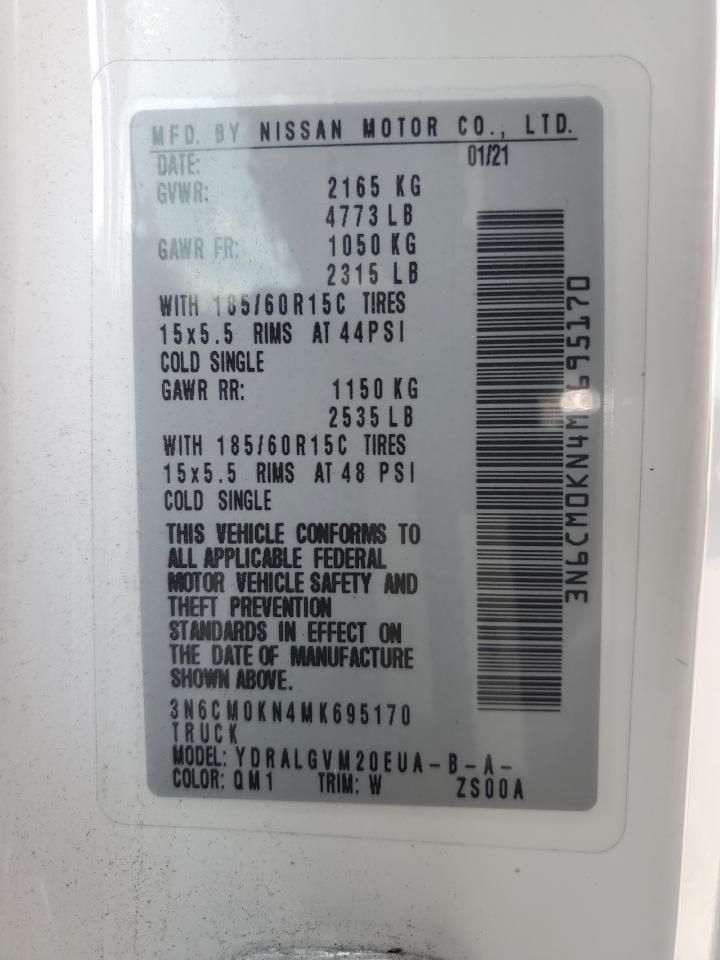 MFD. BY NISSAN MOTOR CO., LTD.
DATE: 01/21
GVWR: 2165 KG
4773 LB
GAWR FR: 1050 KG
2315 LB
WITH 185/60R15C TIRES
15x5.5 RIMS AT 44PSI
COLD SINGLE
GAWR RR: 1150 KG
2535 LB
WITH 185/60R15C TIRES
15x5.5 RIMS AT 48 PSI
COLD SINGLE
THIS VEHICLE CONFORMS TO
ALL APPLICABLE FEDERAL
MOTOR VEHICLE SAFETY AND
THEFT PREVENTION
STANDARDS IN EFFECT ON
THE DATE OF MANUFACTURE
SHOWN ABOVE.
3N6CM0KN4MK695170
TRUCK
MODEL: YDRALGVM20EUA-B-A-
COLOR: QM1 TRIM: W ZS00A
3N6CM0KN4MK695170